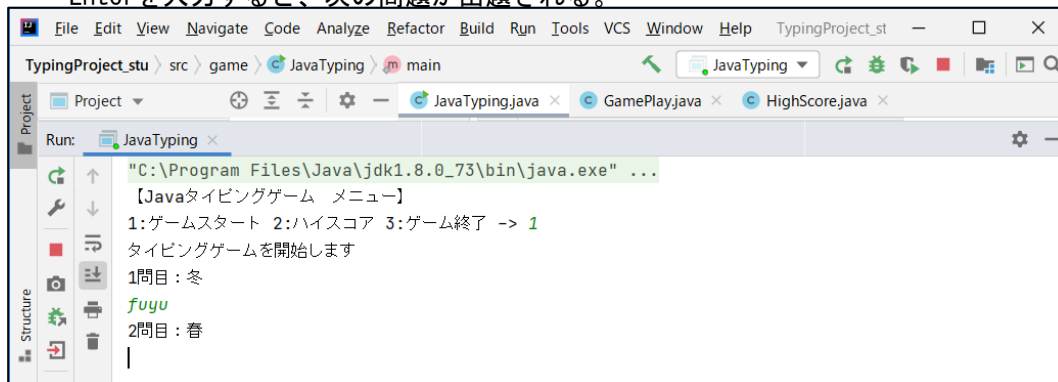 Enterを入力すると、次の問題が出題される。
File Edit View Navigate Code Analyze Refactor Build Run Tools VCS Window Help TypingProject_st
TypingProject_stu src game JavaTyping main JavaTyping
Project Project JavaTyping.java GamePlay.java HighScore.java
Run: JavaTyping
"C:\Program Files\Java\jdk1.8.0_73\bin\java.exe" ...
【Javaタイピングゲーム　メニュー】
1:ゲームスタート 2:ハイスコア 3:ゲーム終了 -> 1
タイピングゲームを開始します
1問目：冬
fuyu
2問目：春
Structure